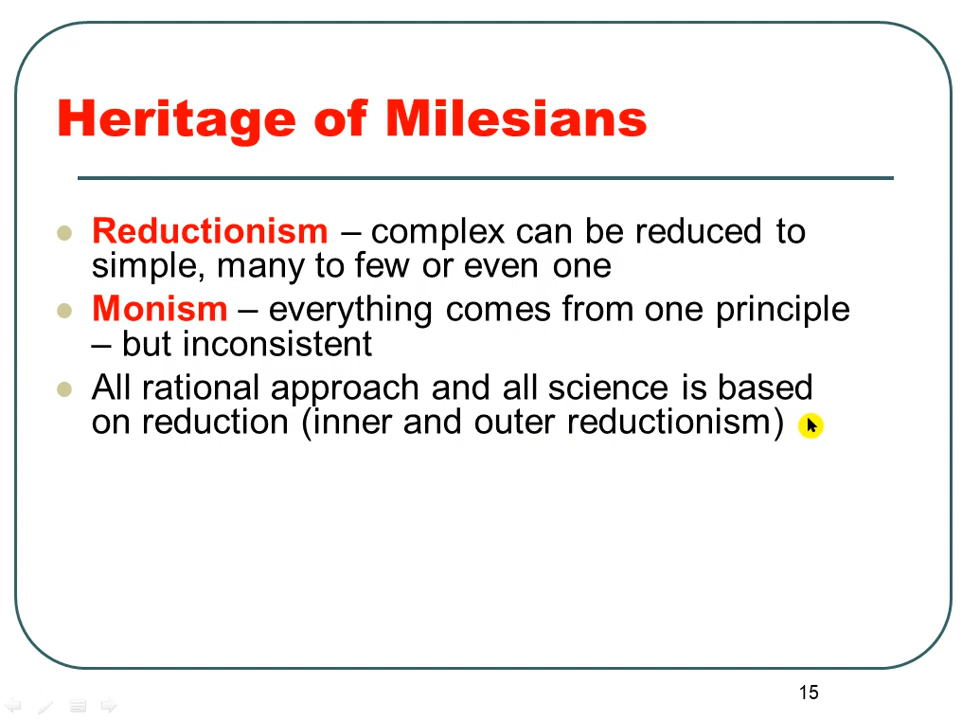 Heritage of Milesians
Reductionism – complex can be reduced to
simple, many to few or even one
Monism – everything comes from one principle
– but inconsistent
All rational approach and all science is based
on reduction (inner and outer reductionism)
15